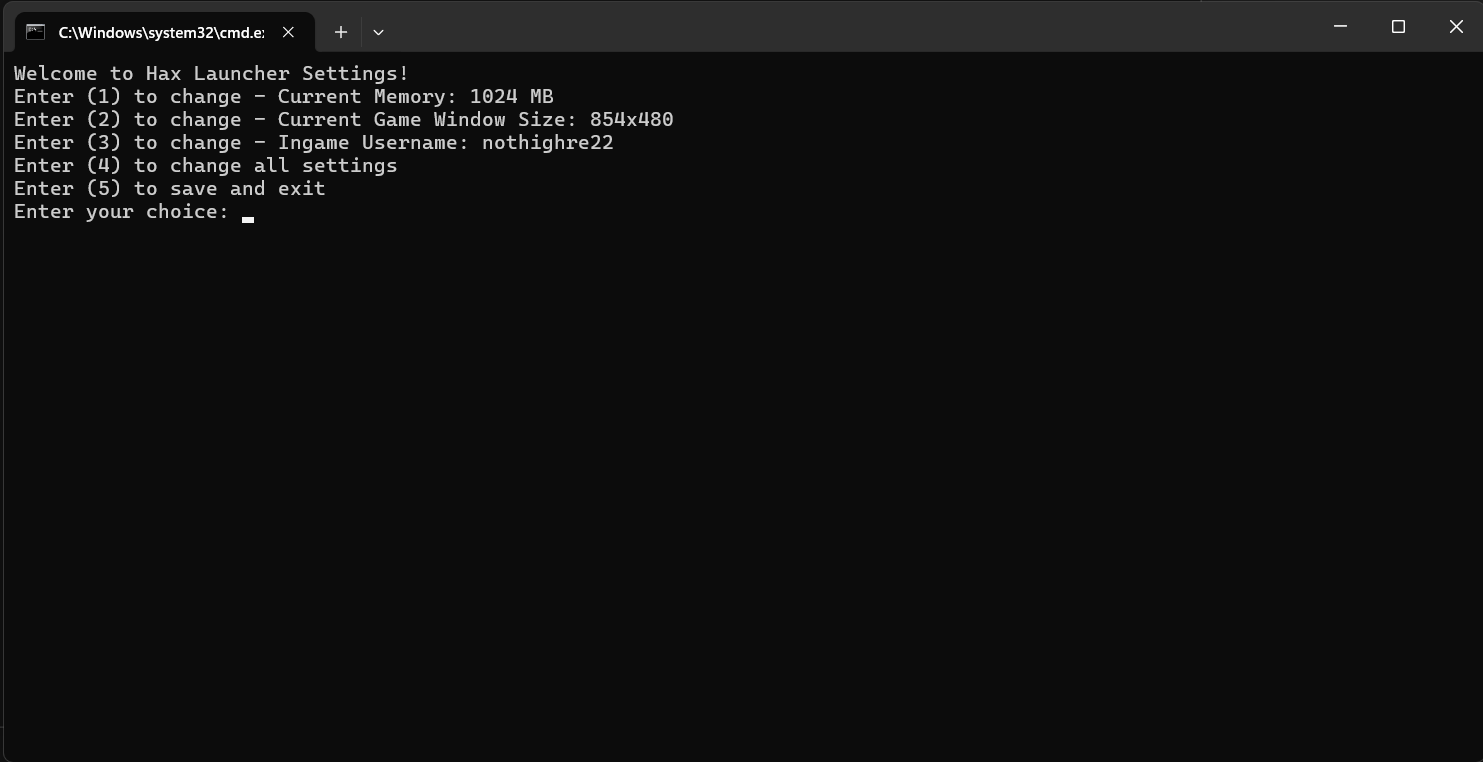 C:\Windows\system32\cmd.e
Welcome to Hax Launcher Settings!
Enter (1) to change - Current Memory: 1024 MB
Enter (2) to change - Current Game Window Size: 854x480
Enter (3) to change - Ingame Username: nothighre22
Enter (4) to change all settings
Enter (5) to save and exit
Enter your choice: